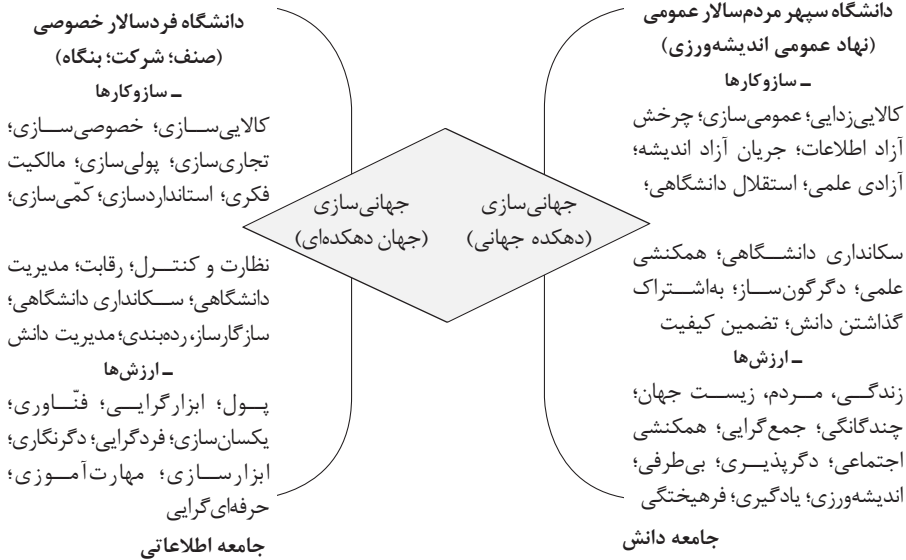 دانشگاه سپهر مردم‌سالار عمومی
(نهاد عمومی اندیشه‌ورزی)
ـ سازوکارها
کالایی‌زدایی؛ عمومی‌سازی؛ چرخش
آزاد اطلاعات؛ جریان آزاد اندیشه؛
آزادی علمی؛ استقلال دانشگاهی؛
سکانداری دانشگاهی؛ همکنشی
علمی؛ دگرگون‌ساز؛ به‌اشتراک
گذاشتن دانش؛ تضمین کیفیت
ـ ارزش‌ها
زندگی، مردم، زیست جهان؛
چندگانگی؛ جمع‌گرایی؛ همکنشی
اجتماعی؛ دگرپذیری؛ بی‌طرفی؛
اندیشه‌ورزی؛ یادگیری؛ فرهیختگی
جامعه دانش
جهانی‌سازی
(دهکده جهانی)
جهانی‌سازی
(جهان دهکده‌ای)
دانشگاه فردسالار خصوصی
(صنف؛ شرکت؛ بنگاه)
ـ سازوکارها
کالایی‌سازی؛ خصوصی‌سازی؛
تجاری‌سازی؛ پولی‌سازی؛ مالکیت
فکری؛ استانداردسازی؛ کمّی‌سازی؛
نظارت و کنترل؛ رقابت؛ مدیریت
دانشگاهی؛ سکانداری دانشگاهی؛
سازگارساز، رده‌بندی؛ مدیریت دانش
ـ ارزش‌ها
پول؛ ابزارگرایی؛ فنّاوری؛
یکسان‌سازی؛ فردگرایی؛ دگرنگاری؛
ابزارسازی؛ مهارت‌آموزی؛
حرفه‌ای‌گرایی
جامعه اطلاعاتی